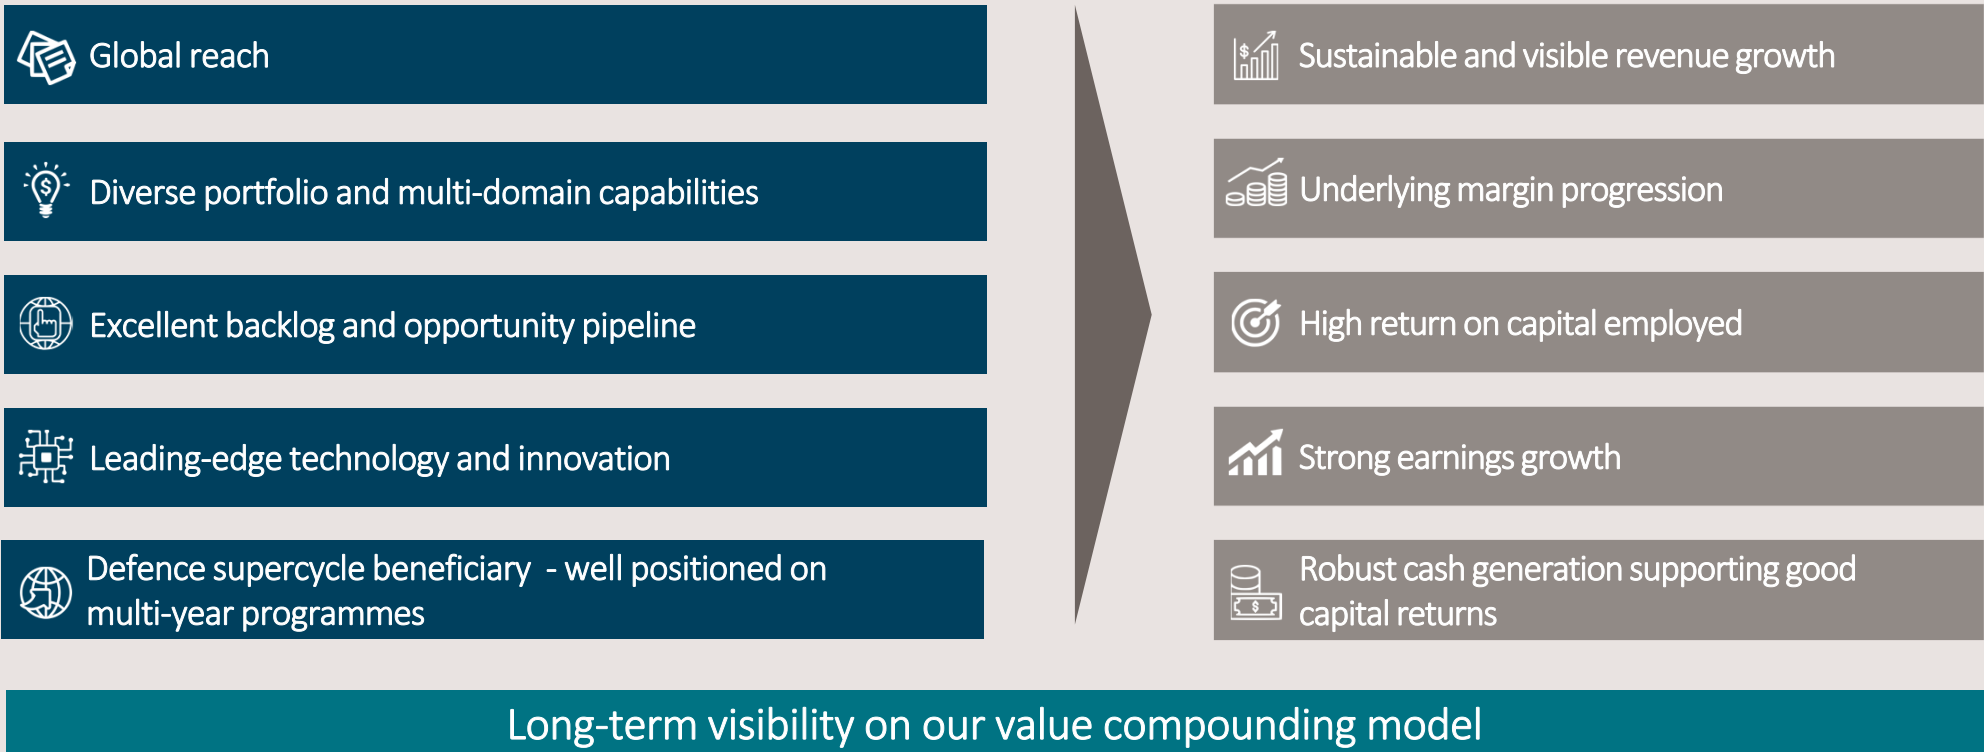 Global reach
Diverse portfolio and multi-domain capabilities
Excellent backlog and opportunity pipeline
Leading-edge technology and innovation
Defence supercycle beneficiary  - well positioned on
multi-year programmes
Sustainable and visible revenue growth
Underlying margin progression
High return on capital employed
Strong earnings growth
Robust cash generation supporting good
capital returns
Long-term visibility on our value compounding model